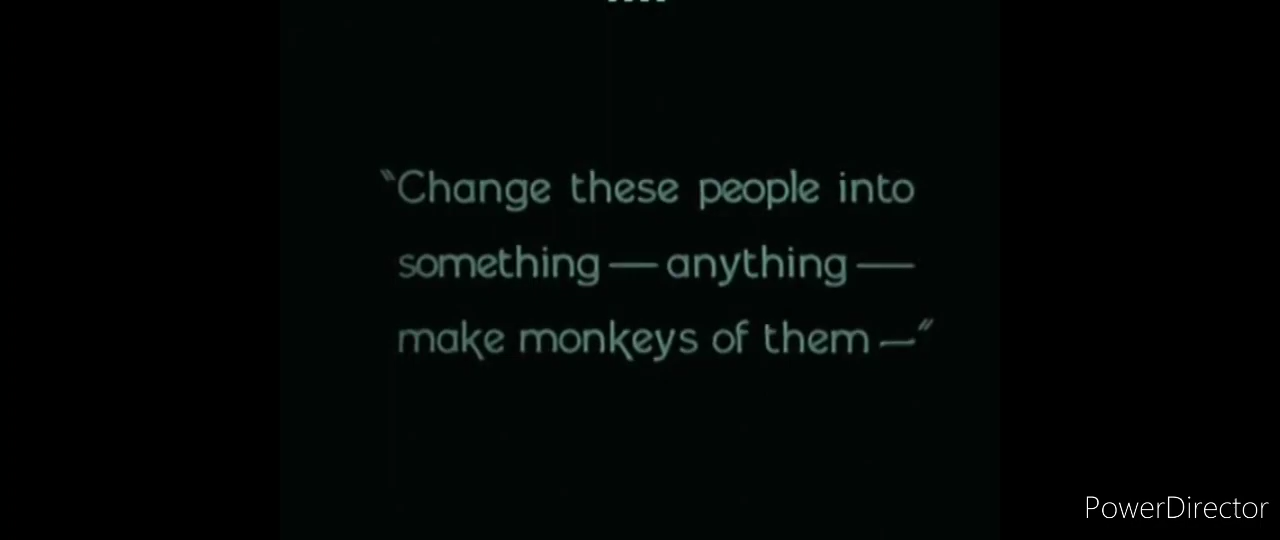 "Change these people into
something — anything —
make monkeys of them —"
PowerDirector